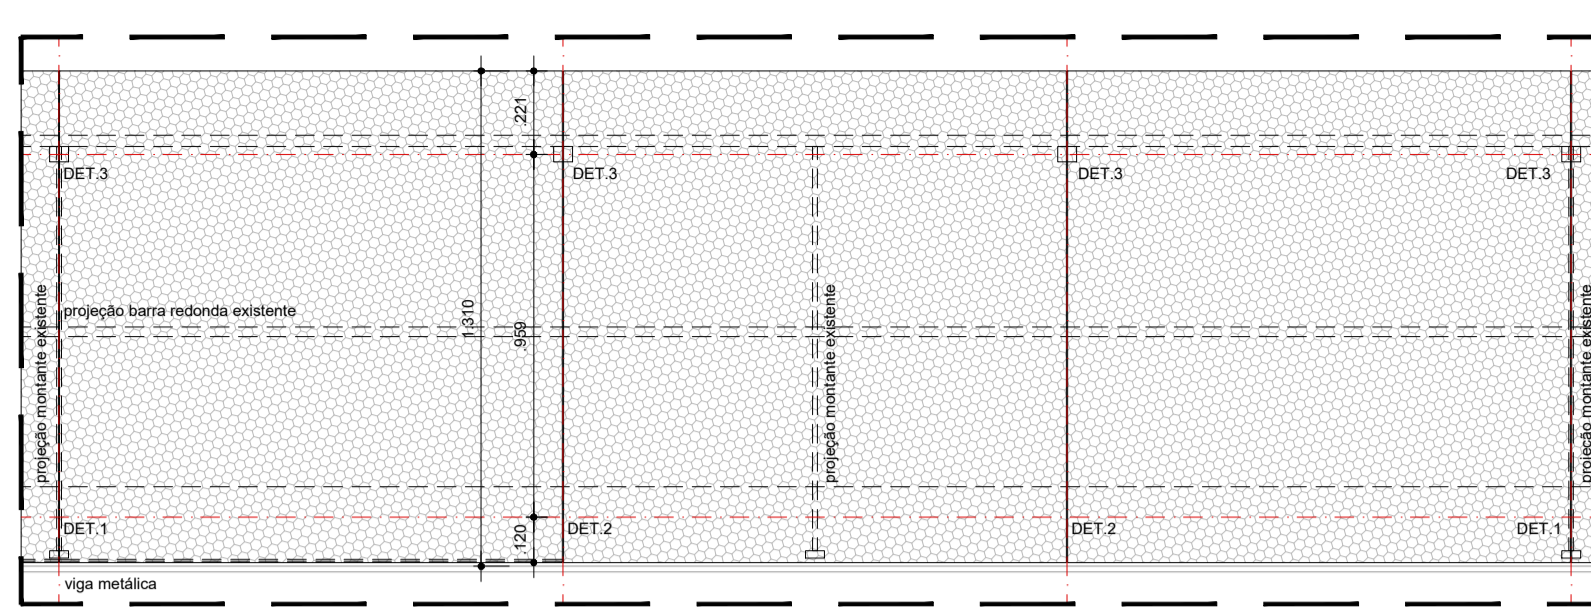 .221
DET.3
DET.3
DET.3
DET.3
projeção barra redonda existente
1.310
.959
projeção montante existente
projeção montante existente
projeção montante existente
DET.1
.120
DET.2
DET.2
DET.1
viga metálica